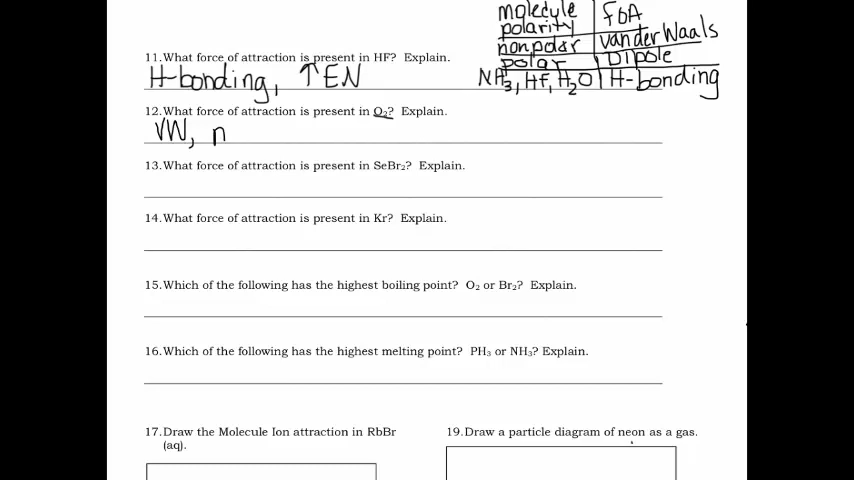 molecule FOA
polarity
nonpolar van der Waals
polar Dipole
NH3, Hf, H2O H-bonding
11.What force of attraction is present in HF? Explain.
H-bonding, ↑EN
12.What force of attraction is present in O₂? Explain.
VW, n
13.What force of attraction is present in SeBr₂? Explain.
14.What force of attraction is present in Kr? Explain.
15.Which of the following has the highest boiling point? O₂ or Br₂? Explain.
16.Which of the following has the highest melting point? PH₃ or NH₃? Explain.
17.Draw the Molecule Ion attraction in RbBr
(aq).
19.Draw a particle diagram of neon as a gas.